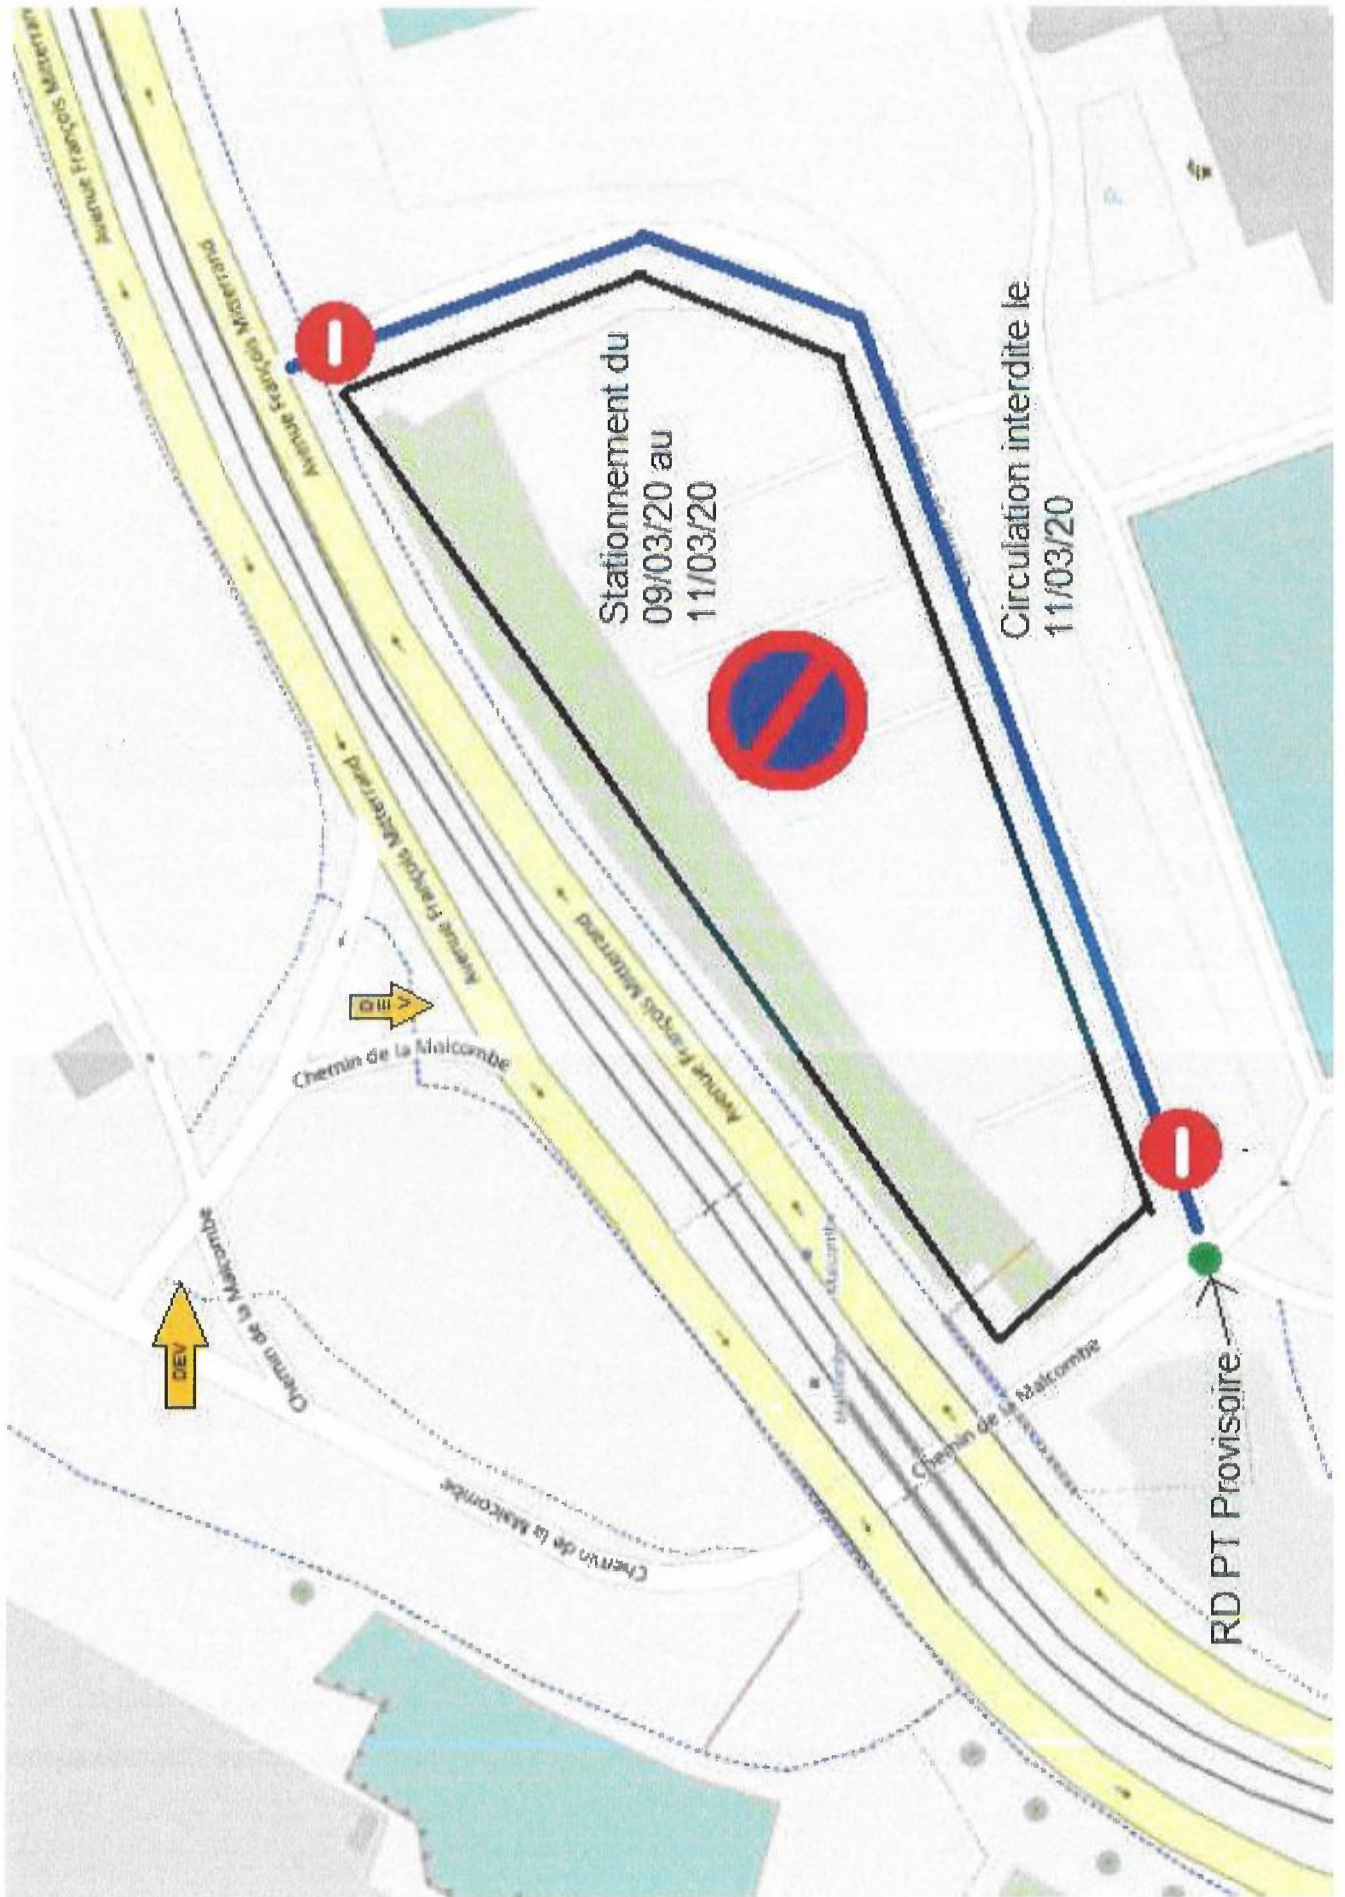 Avenue François Mitterrand
Avenue François Mitterrand
Avenue François Mitterrand
Avenue François Mitterrand
Stationnement du
09/03/20 au
11/03/20
Circulation interdite le
11/03/20
P
DEV
DEV
Chemin de la Malcombe
Chemin de la Malcombe
Chemin de la Malcombe
Chemin de la Malcombe
Malcombe
RD PT Provisoire